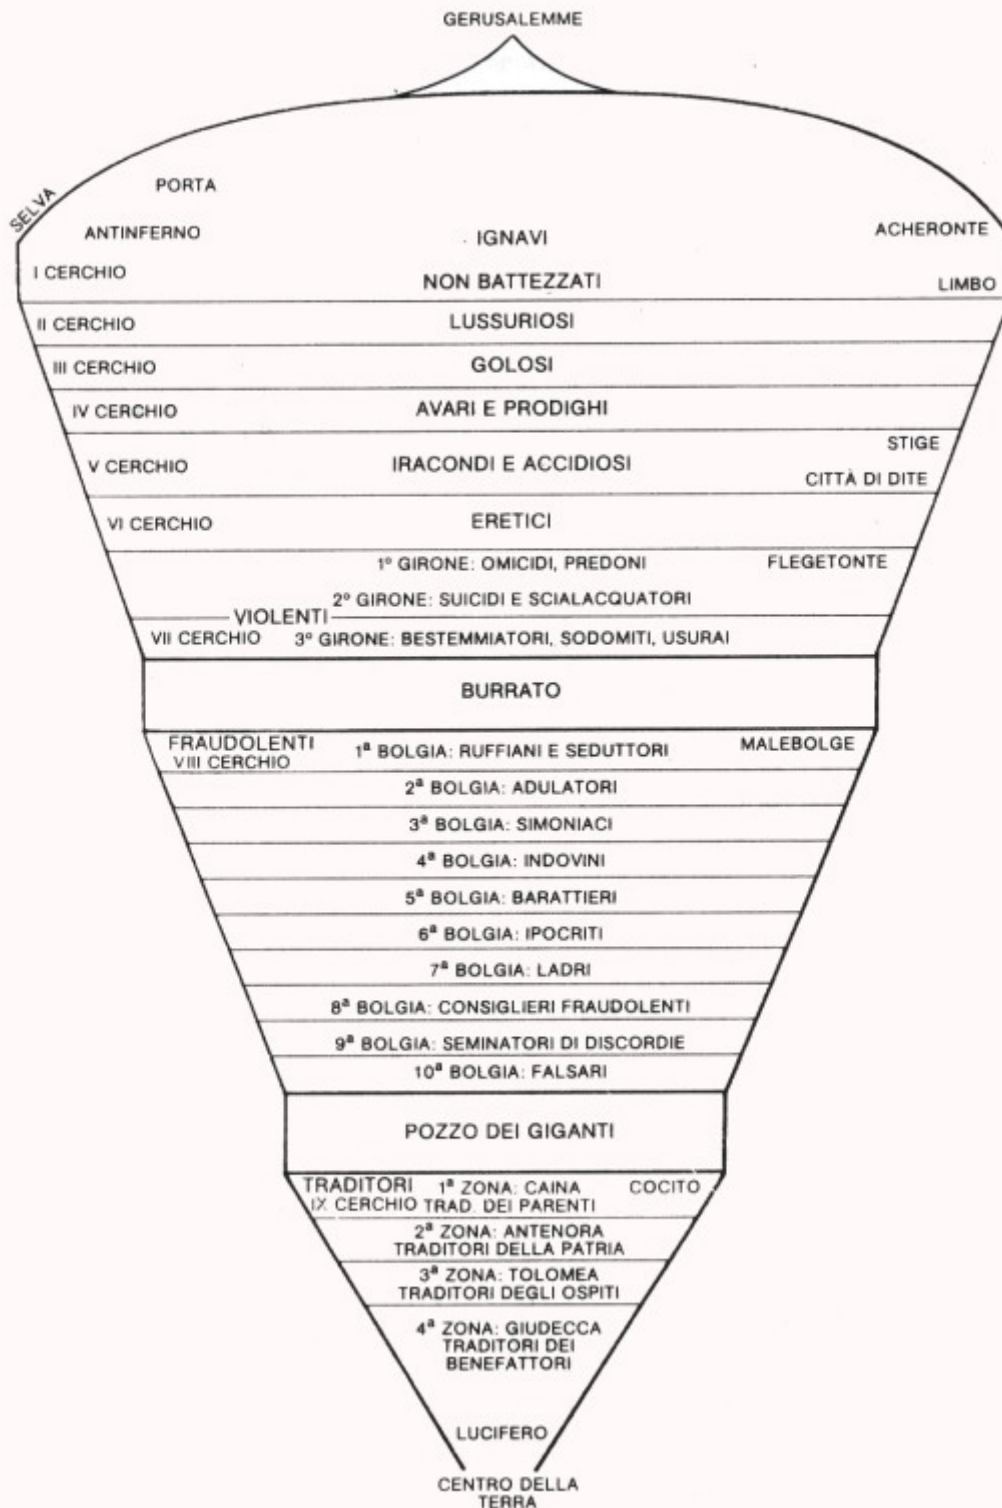 GERUSALEMME
SELVA
PORTA
ANTINFERNO
IGNAVI
ACHERONTE
I CERCHIO
NON BATTEZZATI
LIMBO
II CERCHIO
LUSSURIOSI
III CERCHIO
GOLOSI
IV CERCHIO
AVARI E PRODIGHI
V CERCHIO
IRACONDI E ACCIDIOSI
STIGE
CITTÀ DI DITE
VI CERCHIO
ERETICI
1º GIRONE: OMICIDI, PREDONI
FLEGETONTE
2º GIRONE: SUICIDI E SCIALACQUATORI
VIOLENTI
VII CERCHIO
3º GIRONE: BESTEMMIATORI, SODOMITI, USURAI
BURRATO
FRAUDOLENTI
VIII CERCHIO
1ª BOLGIA: RUFFIANI E SEDUTTORI
MALEBOLGE
2ª BOLGIA: ADULATORI
3ª BOLGIA: SIMONIACI
4ª BOLGIA: INDOVINI
5ª BOLGIA: BARATTIERI
6ª BOLGIA: IPOCRITI
7ª BOLGIA: LADRI
8ª BOLGIA: CONSIGLIERI FRAUDOLENTI
9ª BOLGIA: SEMINATORI DI DISCORDIE
10ª BOLGIA: FALSARI
POZZO DEI GIGANTI
TRADITORI
IX CERCHIO
1ª ZONA: CAINA
TRAD. DEI PARENTI
COCITO
2ª ZONA: ANTENORA
TRADITORI DELLA PATRIA
3ª ZONA: TOLOMEA
TRADITORI DEGLI OSPITI
4ª ZONA: GIUDECCA
TRADITORI DEI
BENEFATTORI
LUCIFERO
CENTRO DELLA
TERRA